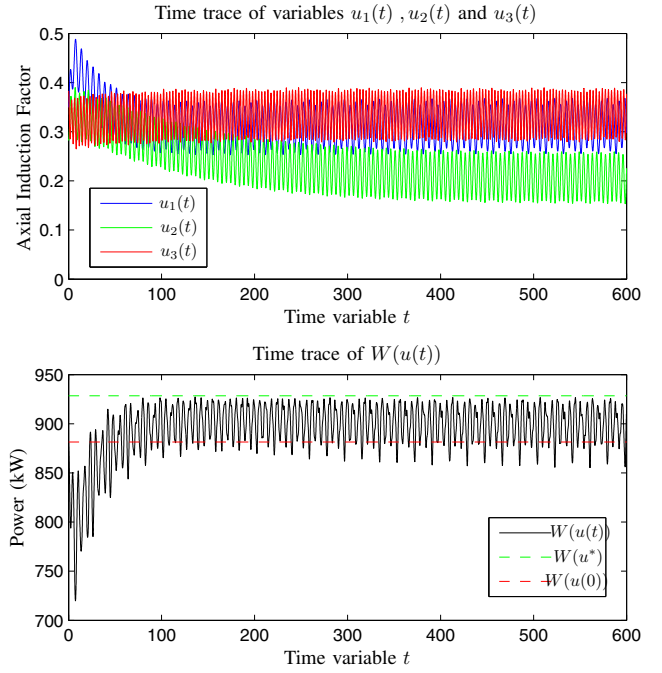 Time trace of variables u₁(t) , u₂(t) and u₃(t)
Axial Induction Factor
0.5
0.4
0.3
0.2
0.1
0
u₁(t)
u₂(t)
u₃(t)
0 100 200 300 400 500 600
Time variable t
Time trace of W(u(t))
Power (kW)
950
900
850
800
750
700
W(u(t))
W(u*)
W(u(0))
0 100 200 300 400 500 600
Time variable t